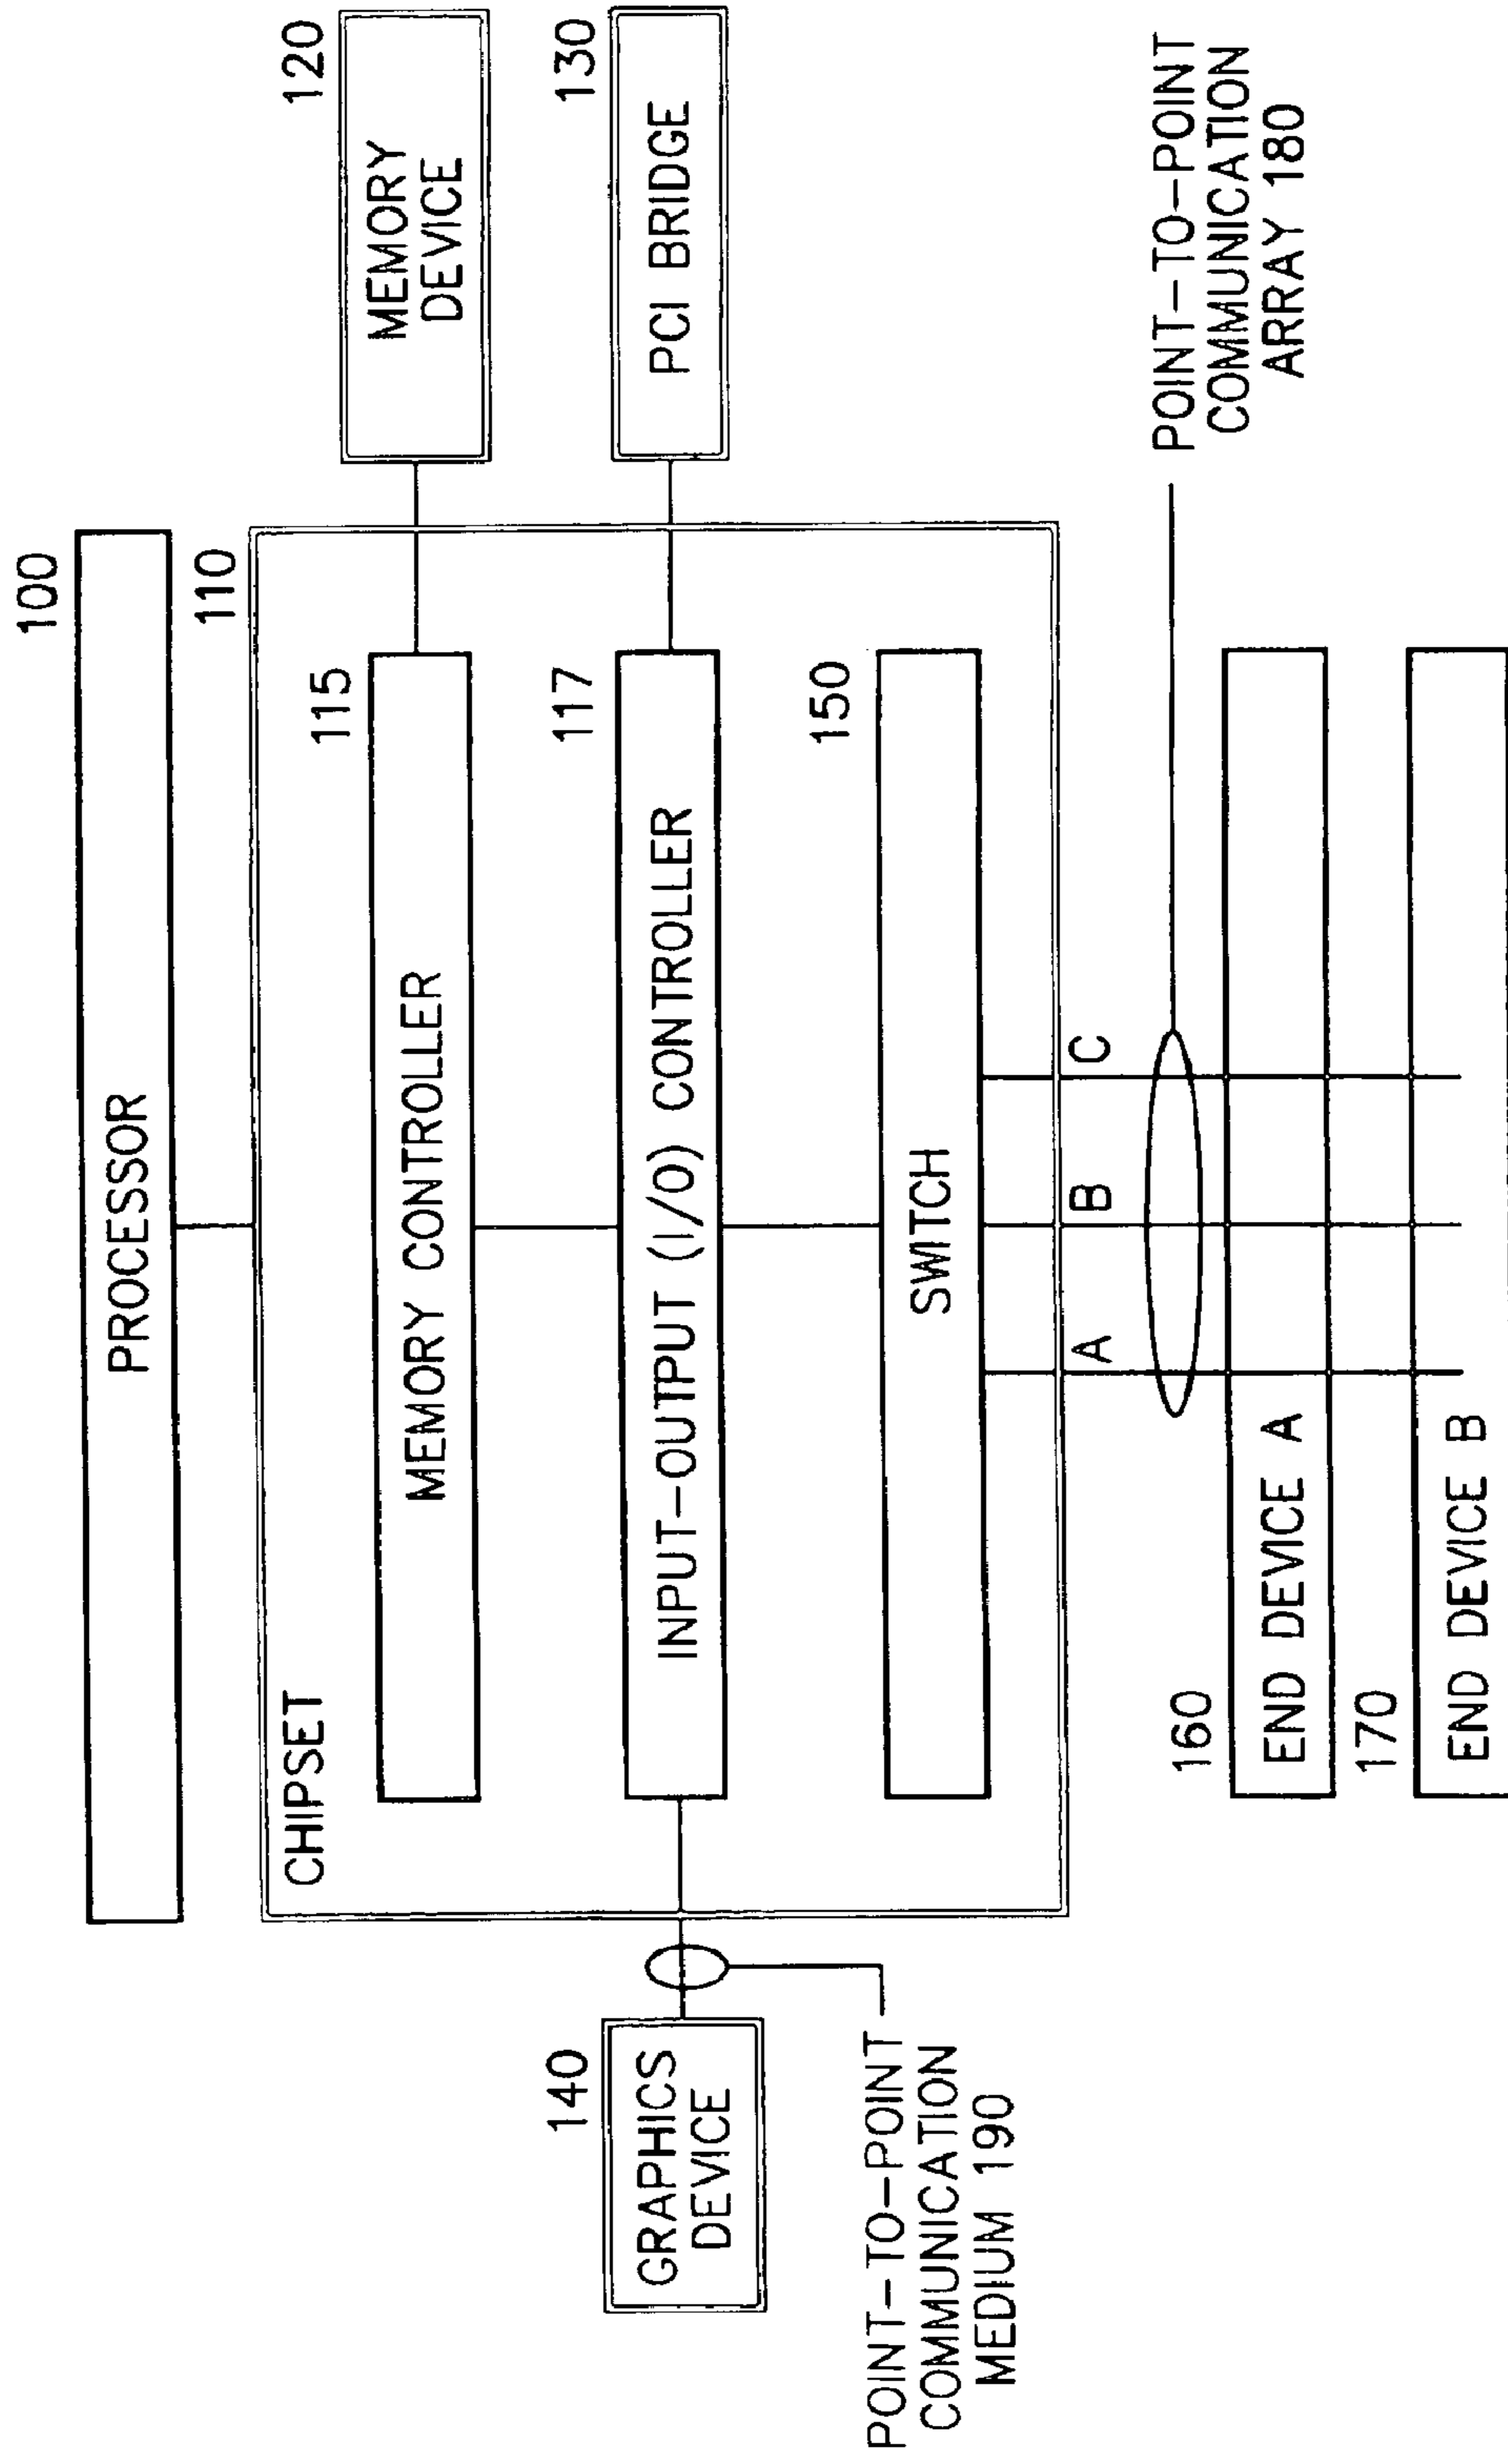 100
PROCESSOR
110
CHIPSET
115
MEMORY CONTROLLER
120
MEMORY
DEVICE
117
INPUT-OUTPUT (I/O) CONTROLLER
130
PCI BRIDGE
140
GRAPHICS
DEVICE
POINT-TO-POINT
COMMUNICATION
MEDIUM 190
150
SWITCH
A
B
C
POINT-TO-POINT
COMMUNICATION
ARRAY 180
160
END DEVICE A
170
END DEVICE B